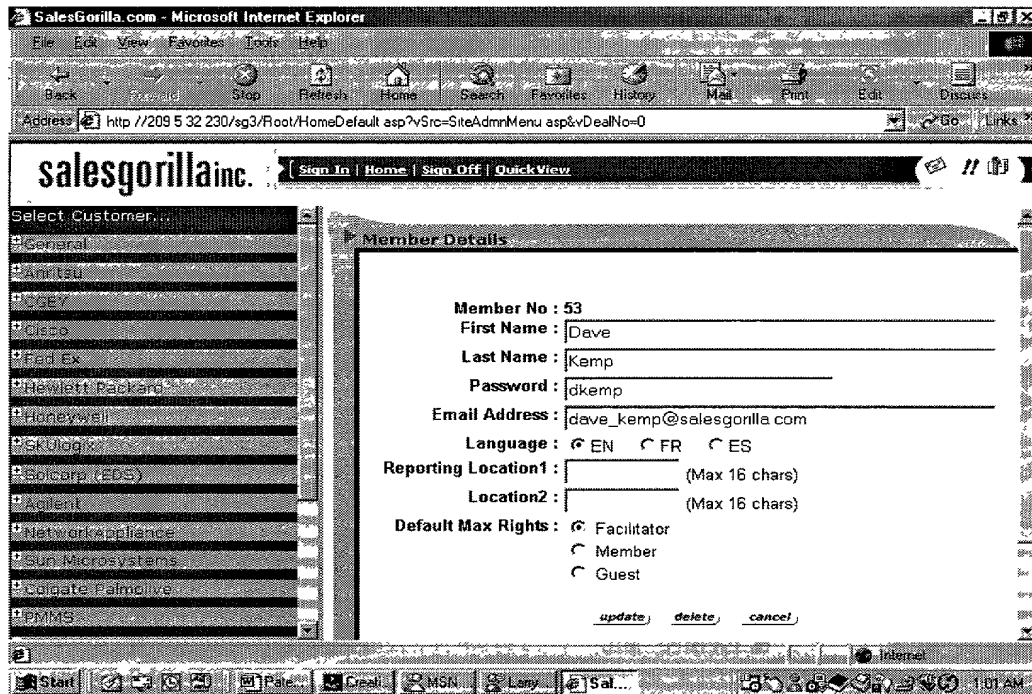 SalesGorilla.com - Microsoft Internet Explorer
File Edit View Favorites Tools Help
Back Forward Stop Refresh Home Search Favorites History Mail Print Edit Discuss
Address http //209 5 32 230/sg3/Root/HomeDefault asp?vSrc=SiteAdmnMenu asp&vDealNo=0 Go Links
salesgorillainc. [ Sign In | Home | Sign Off | QuickView
Select Customer...
General
Anritsu
CGEY
Cisco
Fed Ex
Hewlett Packard
Honeywell
SKUlogix
Solcorp (EDS)
Agilent
NetworkAppliance
Sun Microsystems
Colgate Palmolive
PMMS
Member Details
Member No : 53
First Name : Dave
Last Name : Kemp
Password : dkemp
Email Address : dave_kemp@salesgorilla com
Language : EN FR ES
Reporting Location1 : (Max 16 chars)
Location2 : (Max 16 chars)
Default Max Rights : Facilitator
Member
Guest
update delete cancel
Internet
Start Pate... Creati... MSN Larry Sal... 1:01 AM